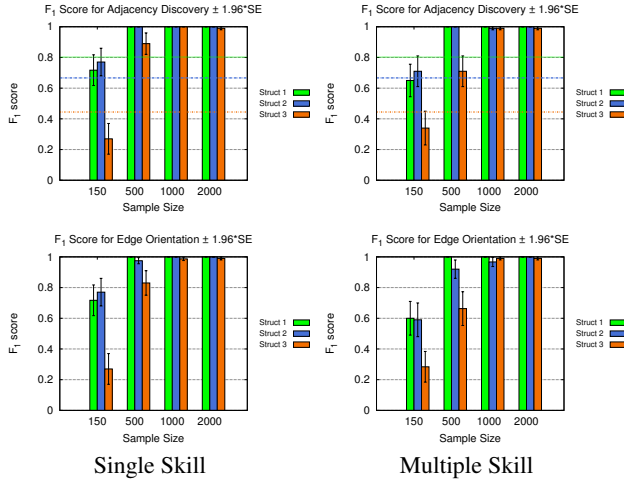 F1 Score for Adjacency Discovery ± 1.96*SE
1
0.8
0.6
0.4
0.2
0
F1 score
150 500 1000 2000
Sample Size
Struct 1
Struct 2
Struct 3
F1 Score for Adjacency Discovery ± 1.96*SE
1
0.8
0.6
0.4
0.2
0
F1 score
150 500 1000 2000
Sample Size
Struct 1
Struct 2
Struct 3
F1 Score for Edge Orientation ± 1.96*SE
1
0.8
0.6
0.4
0.2
0
F1 score
150 500 1000 2000
Sample Size
Struct 1
Struct 2
Struct 3
F1 Score for Edge Orientation ± 1.96*SE
1
0.8
0.6
0.4
0.2
0
F1 score
150 500 1000 2000
Sample Size
Struct 1
Struct 2
Struct 3
Single Skill
Multiple Skill